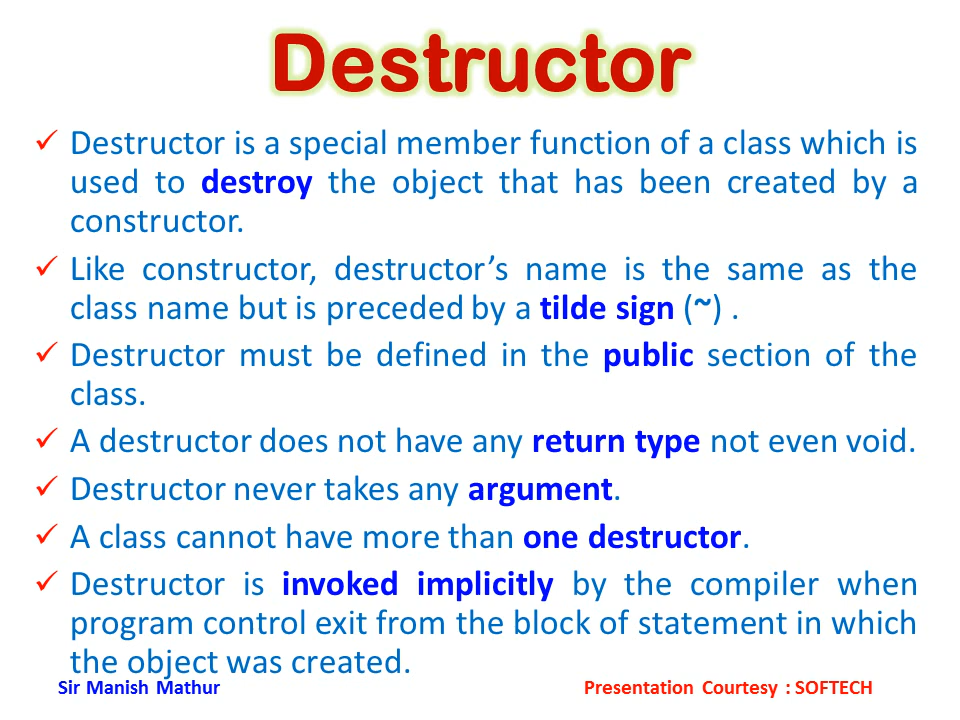 Destructor
✓ Destructor is a special member function of a class which is
used to destroy the object that has been created by a
constructor.
✓ Like constructor, destructor’s name is the same as the
class name but is preceded by a tilde sign (~) .
✓ Destructor must be defined in the public section of the
class.
✓ A destructor does not have any return type not even void.
✓ Destructor never takes any argument.
✓ A class cannot have more than one destructor.
✓ Destructor is invoked implicitly by the compiler when
program control exit from the block of statement in which
the object was created.
Sir Manish Mathur Presentation Courtesy : SOFTECH